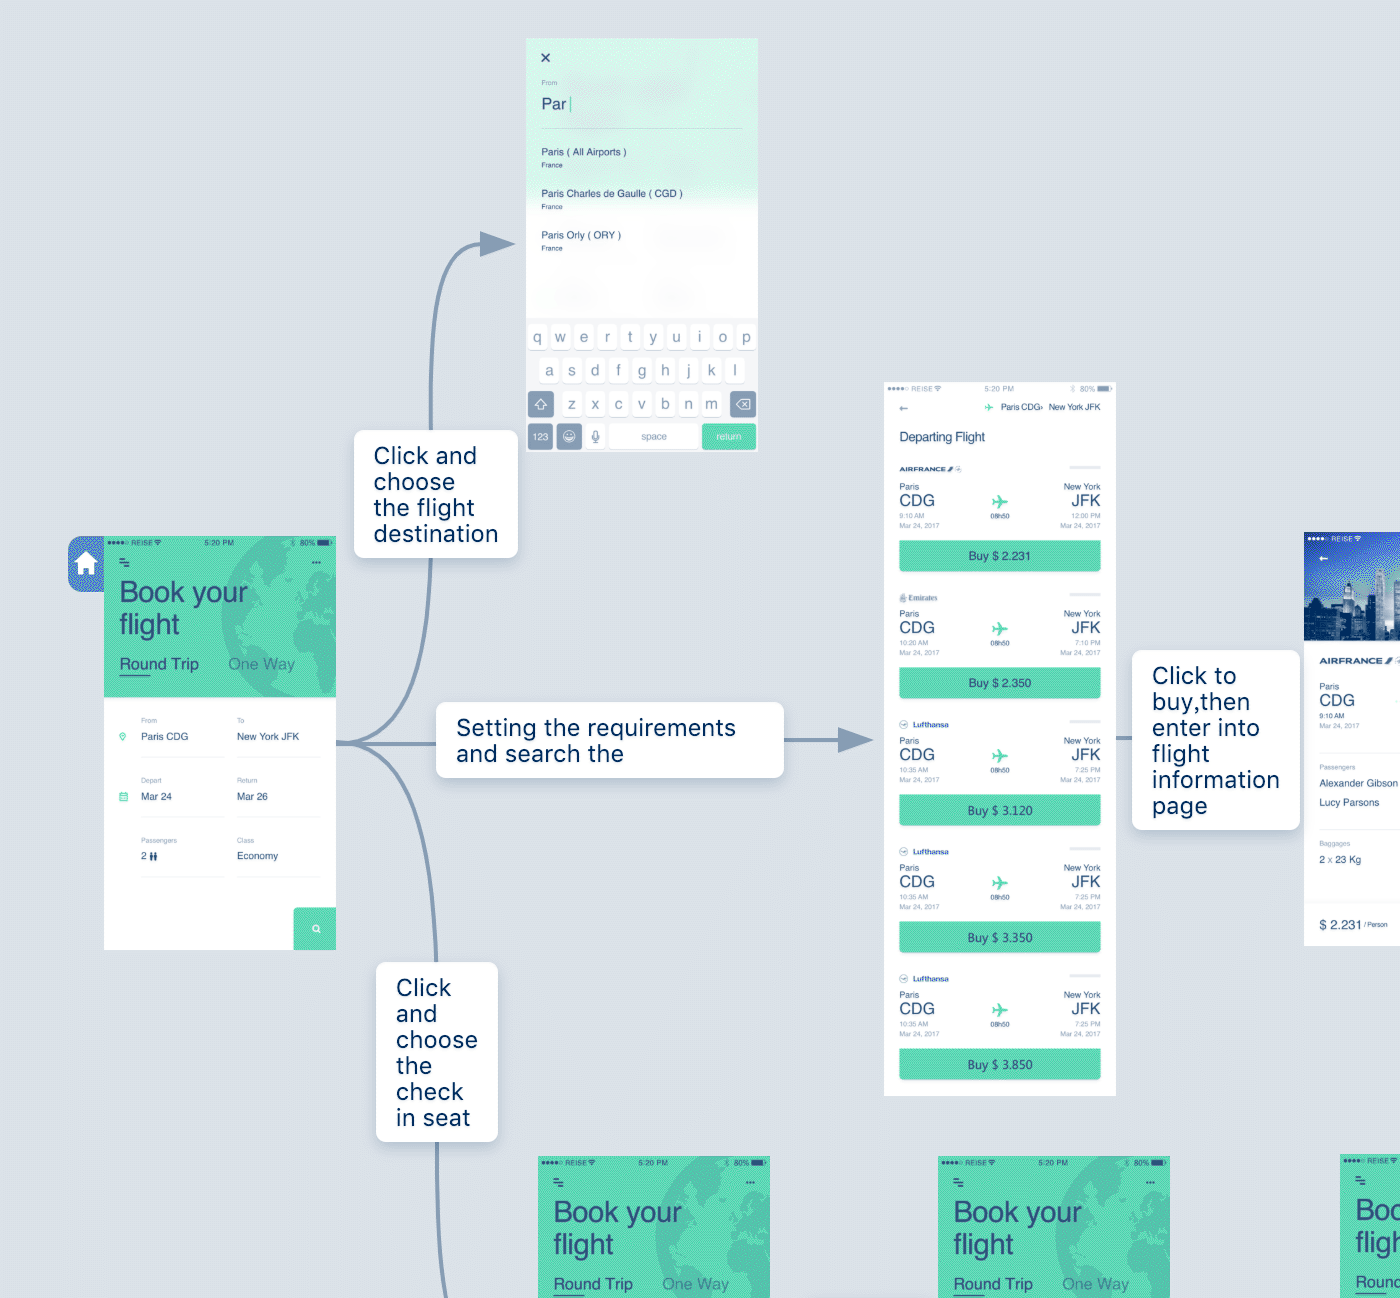 From
Par
Paris ( All Airports )
France
Paris Charles de Gaulle ( CGD )
France
Paris Orly ( ORY )
France
q w e r t y u i o p
a s d f g h j k l
z x c v b n m
123 space return
Click and
choose
the flight
destination
REISE 5:20 PM 80%
Book your
flight
Round Trip One Way
From To
Paris CDG New York JFK
Depart Return
Mar 24 Mar 26
Passengers Class
2 Economy
Setting the requirements
and search the
Click
and
choose
the
check
in seat
REISE 5:20 PM 80%
Paris CDG New York JFK
Departing Flight
AIRFRANCE
Paris New York
CDG JFK
9:10 AM 08h50 12:00 PM
Mar 24, 2017 Mar 24, 2017
Buy $ 2.231
Emirates
Paris New York
CDG JFK
10:20 AM 08h50 7:10 PM
Mar 24, 2017 Mar 24, 2017
Buy $ 2.350
Lufthansa
Paris New York
CDG JFK
10:35 AM 08h50 7:25 PM
Mar 24, 2017 Mar 24, 2017
Buy $ 3.120
Lufthansa
Paris New York
CDG JFK
10:35 AM 08h50 7:25 PM
Mar 24, 2017 Mar 24, 2017
Buy $ 3.350
Lufthansa
Paris New York
CDG JFK
10:35 AM 08h50 7:25 PM
Mar 24, 2017 Mar 24, 2017
Buy $ 3.850
Click to
buy,then
enter into
flight
information
page
REISE
AIRFRANCE
Paris
CDG
9:10 AM
Mar 24, 2017
Passengers
Alexander Gibson
Lucy Parsons
Baggages
2 x 23 Kg
$ 2.231 / Person
REISE 5:20 PM 80%
Book your
flight
Round Trip One Way
REISE 5:20 PM 80%
Book your
flight
Round Trip One Way
REISE
Boo
fligh
Round